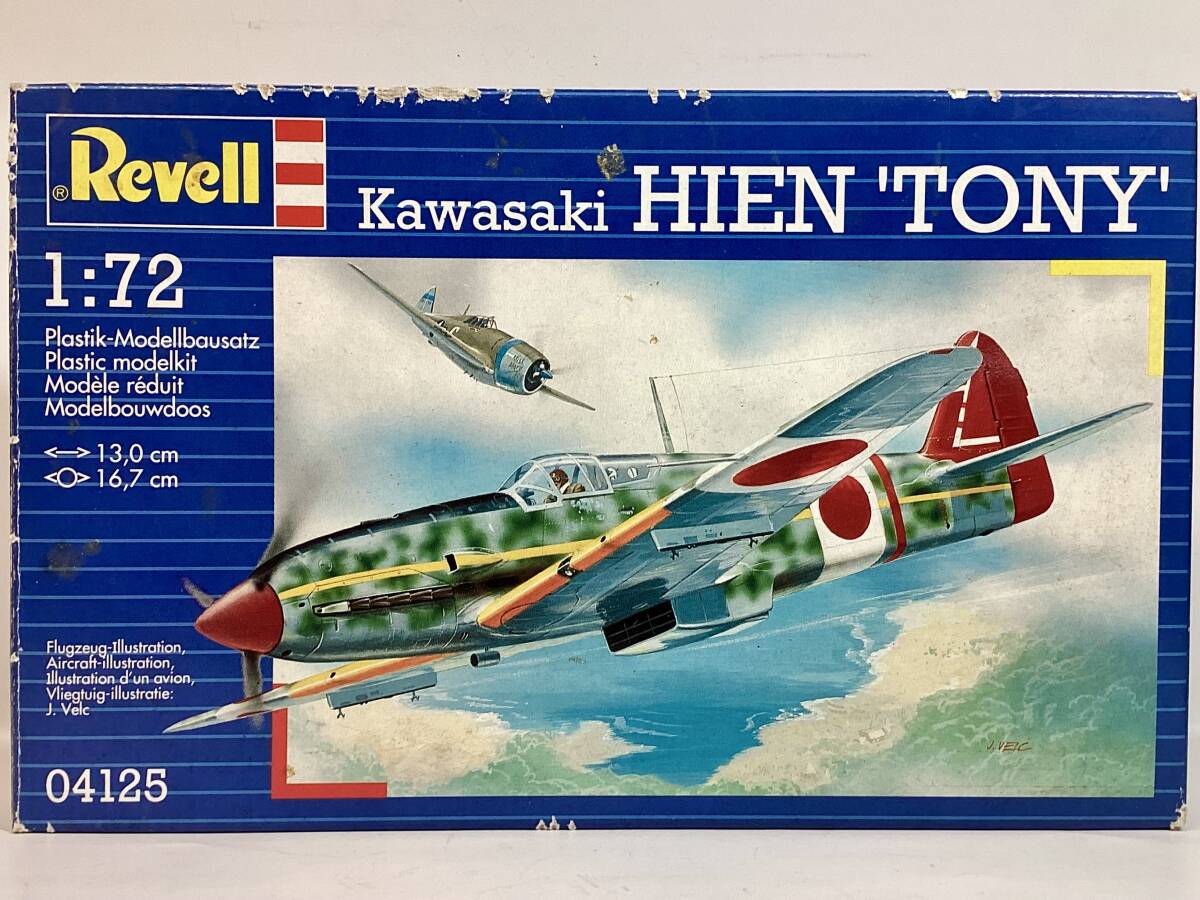 ® Revell
Kawasaki HIEN 'TONY'
1:72
Plastik-Modellbausatz
Plastic modelkit
Modèle réduit
Modelbouwdoos
13,0 cm
16,7 cm
Flugzeug-Illustration,
Aircraft-illustration,
Illustration d'un avion,
Vliegtuig-illustratie:
J. Velc
04125
J. VELC